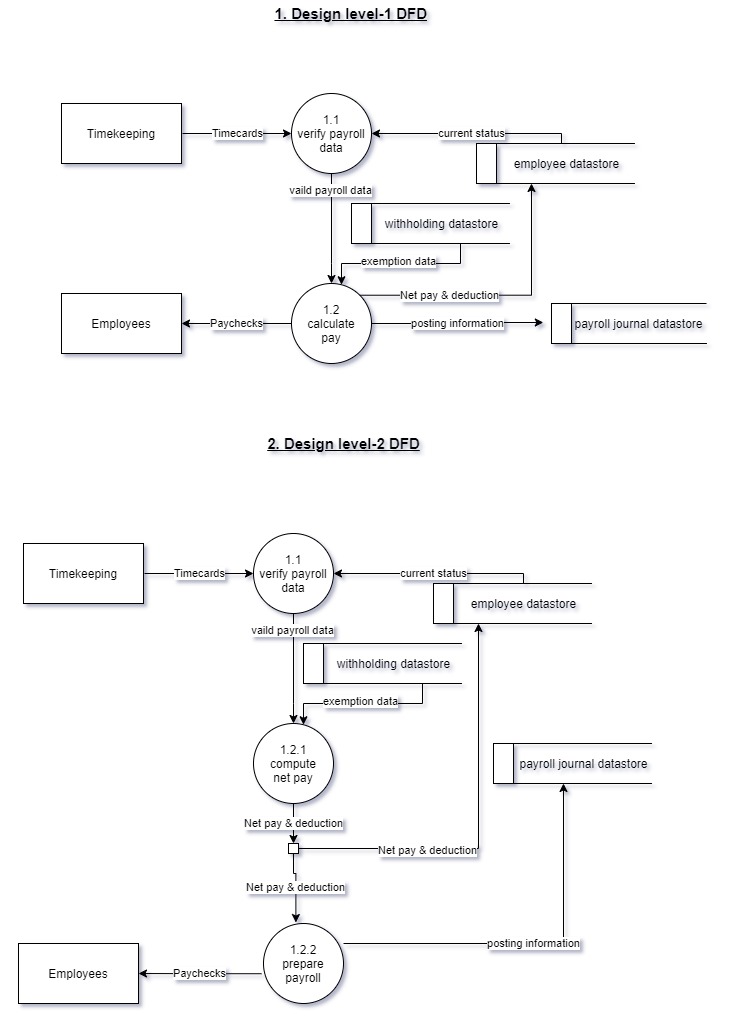 1. Design level-1 DFD
Timekeeping
Timecards
1.1
verify payroll
data
current status
employee datastore
vaild payroll data
withholding datastore
exemption data
Net pay & deduction
Employees
Paychecks
1.2
calculate
pay
posting information
payroll journal datastore
2. Design level-2 DFD
Timekeeping
Timecards
1.1
verify payroll
data
current status
employee datastore
vaild payroll data
withholding datastore
exemption data
1.2.1
compute
net pay
payroll journal datastore
Net pay & deduction
Net pay & deduction
Net pay & deduction
posting information
Employees
Paychecks
1.2.2
prepare
payroll